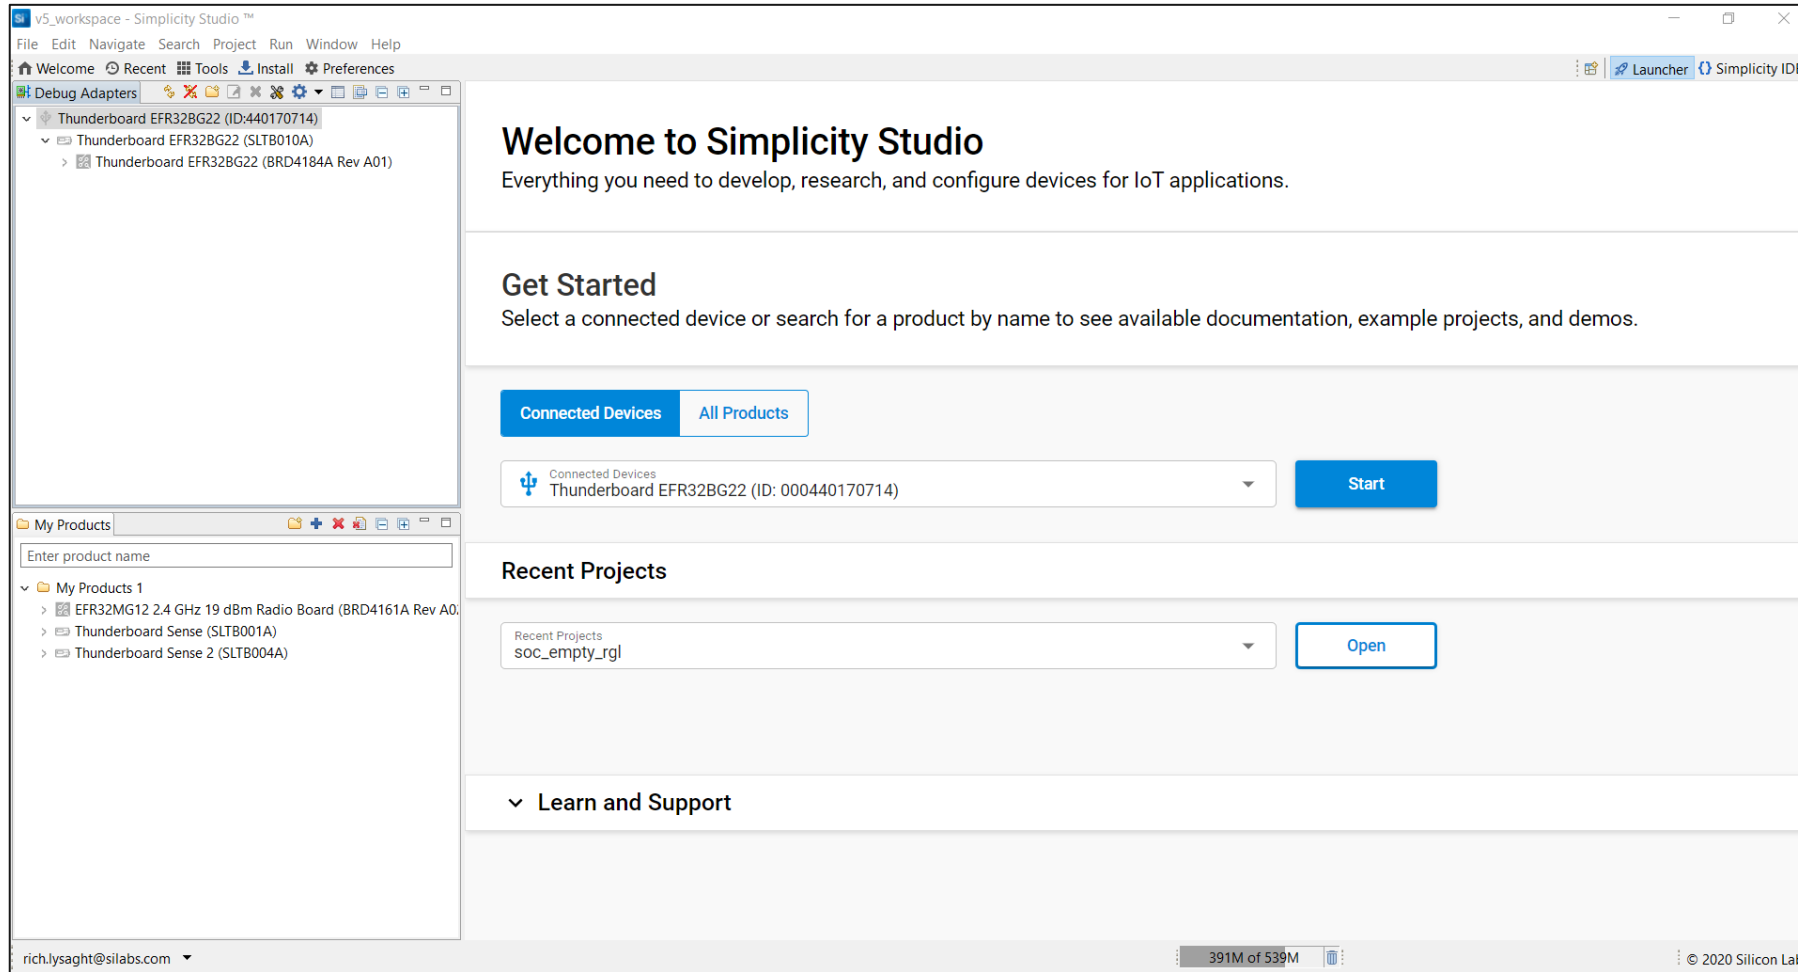 Si v5_workspace - Simplicity Studio ™
File Edit Navigate Search Project Run Window Help
Welcome Recent Tools Install Preferences
Launcher Simplicity IDE
Debug Adapters
Thunderboard EFR32BG22 (ID:440170714)
Thunderboard EFR32BG22 (SLTB010A)
Thunderboard EFR32BG22 (BRD4184A Rev A01)
Welcome to Simplicity Studio
Everything you need to develop, research, and configure devices for IoT applications.
Get Started
Select a connected device or search for a product by name to see available documentation, example projects, and demos.
Connected Devices All Products
Connected Devices
Thunderboard EFR32BG22 (ID: 000440170714)
Start
My Products
Enter product name
My Products 1
EFR32MG12 2.4 GHz 19 dBm Radio Board (BRD4161A Rev A0
Thunderboard Sense (SLTB001A)
Thunderboard Sense 2 (SLTB004A)
Recent Projects
Recent Projects
soc_empty_rgl
Open
Learn and Support
rich.lysaght@silabs.com
391M of 539M
© 2020 Silicon Lab